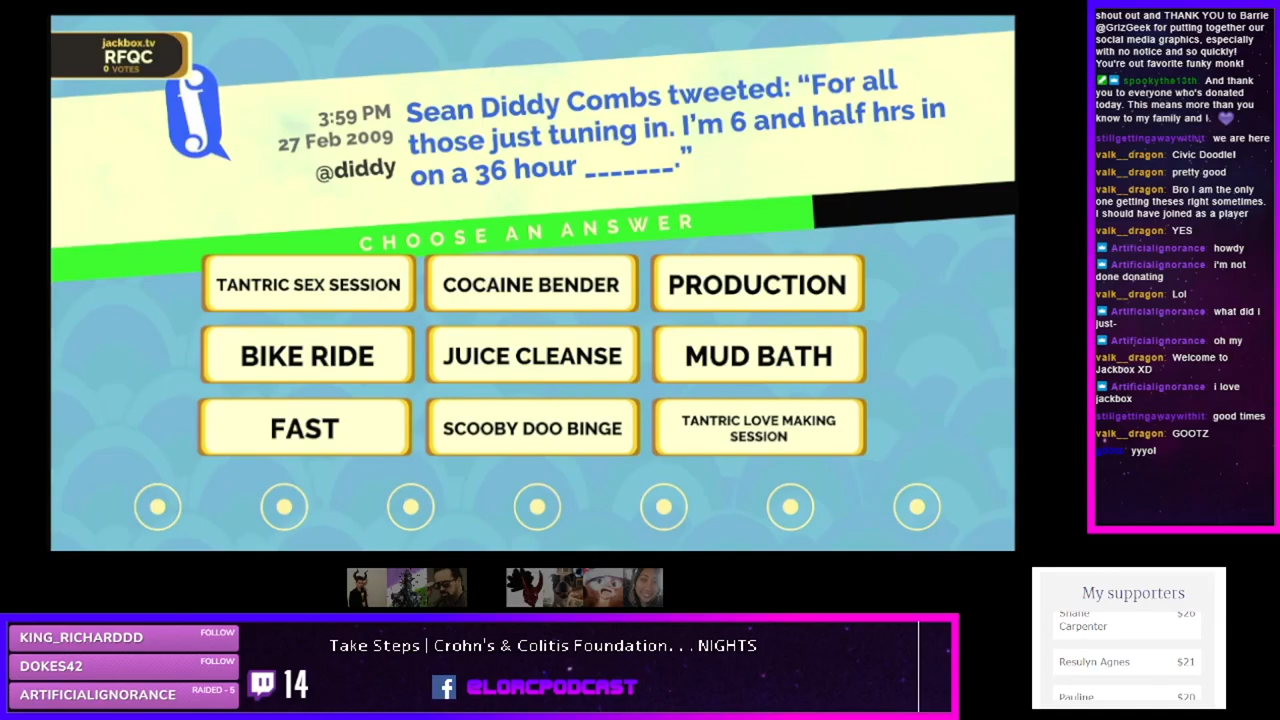 jackbox.tv
RFQC
0 VOTES
3:59 PM
27 Feb 2009
@diddy
Sean Diddy Combs tweeted: “For all
those just tuning in. I’m 6 and half hrs in
on a 36 hour _______.”
CHOOSE AN ANSWER
TANTRIC SEX SESSION
COCAINE BENDER
PRODUCTION
BIKE RIDE
JUICE CLEANSE
MUD BATH
FAST
SCOOBY DOO BINGE
TANTRIC LOVE MAKING
SESSION
shout out and THANK YOU to Barrie
@GrizGeek for putting together our
social media graphics, especially
with no notice and so quickly!
You're out favorite funky monk!
spookythe13th: And thank
you to everyone who's donated
today. This means more than you
know to my family and I.
stillgettingawaywithit: we are here
valk__dragon: Civic Doodle!
valk__dragon: pretty good
valk__dragon: Bro I am the only
one getting theses right sometimes.
I should have joined as a player
valk__dragon: YES
Artificialignorance: howdy
Artificialignorance: i'm not
done donating
valk__dragon: Lol
Artificialignorance: what did I
just-
Artificialignorance: oh my
valk__dragon: Welcome to
Jackbox XD
Artificialignorance: i love
jackbox
stillgettingawaywithit: good times
valk__dragon: GOOTZ
yyyoI
My supporters
Shane $26
Carpenter
Resulyn Agnes $21
Pauline $20
KING_RICHARDDD FOLLOW
DOKES42 FOLLOW
ARTIFICIALIGNORANCE RAIDED - 5
14
Take Steps | Crohn's & Colitis Foundation. . . NIGHTS
@LORCPODCAST